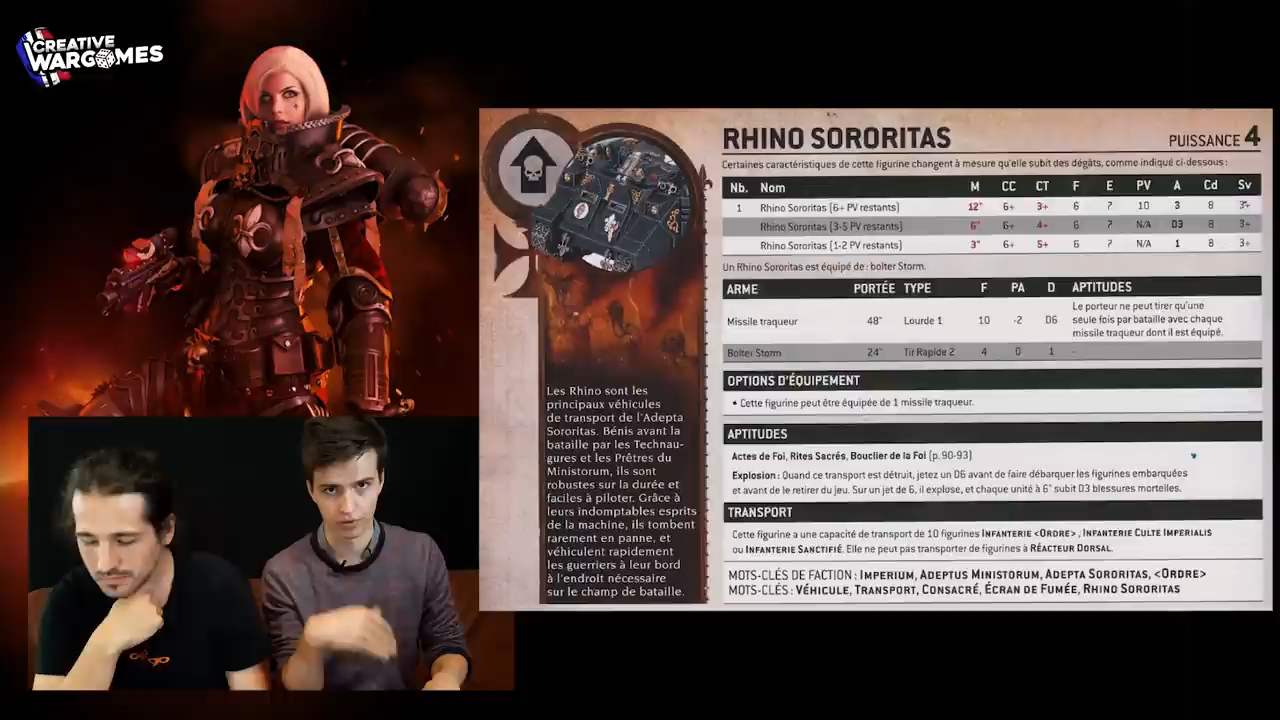 CREATIVE
WARGAMES
RHINO SORORITAS
PUISSANCE 4
Certaines caractéristiques de cette figurine changent à mesure qu'elle subit des dégâts, comme indiqué ci-dessous :
Nb. Nom M CC CT F E PV A Cd Sv
1 Rhino Sororitas (6+ PV restants) 12" 6+ 3+ 6 7 10 3 8 3+
Rhino Sororitas (3-5 PV restants) 6" 6+ 4+ 6 7 N/A D3 8 3+
Rhino Sororitas (1-2 PV restants) 3" 6+ 5+ 6 7 N/A 1 8 3+
Un Rhino Sororitas est équipé de : bolter Storm.
ARME PORTÉE TYPE F PA D APTITUDES
Missile traqueur 48" Lourde 1 10 -2 D6 Le porteur ne peut tirer qu'une
seule fois par bataille avec chaque
missile traqueur dont il est équipé.
Bolter Storm 24" Tir Rapide 2 4 0 1 -
OPTIONS D'ÉQUIPEMENT
• Cette figurine peut être équipée de 1 missile traqueur.
APTITUDES
Actes de Foi, Rites Sacrés, Bouclier de la Foi (p. 90-93)
Explosion : Quand ce transport est détruit, jetez un D6 avant de faire débarquer les figurines embarquées
et avant de le retirer du jeu. Sur un jet de 6, il explose, et chaque unité à 6" subit D3 blessures mortelles.
TRANSPORT
Cette figurine a une capacité de transport de 10 figurines INFANTERIE <ORDRE>, INFANTERIE CULTE IMPERIALIS
ou INFANTERIE SANCTIFIÉ. Elle ne peut pas transporter de figurines à RÉACTEUR DORSAL.
MOTS-CLÉS DE FACTION : IMPERIUM, ADEPTUS MINISTORUM, ADEPTA SORORITAS, <ORDRE>
MOTS-CLÉS : VÉHICULE, TRANSPORT, CONSACRÉ, ÉCRAN DE FUMÉE, RHINO SORORITAS
Les Rhino sont les
principaux véhicules
de transport de l'Adepta
Sororitas. Bénis avant la
bataille par les Technau-
gures et les Prêtres du
Ministorum, ils sont
robustes sur la durée et
faciles à piloter. Grâce à
leurs indomptables esprits
de la machine, ils tombent
rarement en panne, et
véhiculent rapidement
les guerriers à leur bord
à l'endroit nécessaire
sur le champ de bataille.